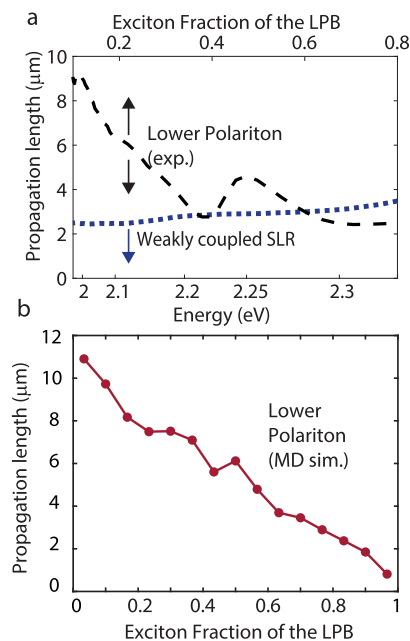 a
Exciton Fraction of the LPB
0 0.2 0.4 0.6 0.8
Propagation length (μm)
10
8
6
4
2
0
Lower Polariton
(exp.)
Weakly coupled SLR
2 2.1 2.2 2.25 2.3
Energy (eV)
b
Propagation length (μm)
12
10
8
6
4
2
0
Lower
Polariton
(MD sim.)
0 0.2 0.4 0.6 0.8 1
Exciton Fraction of the LPB